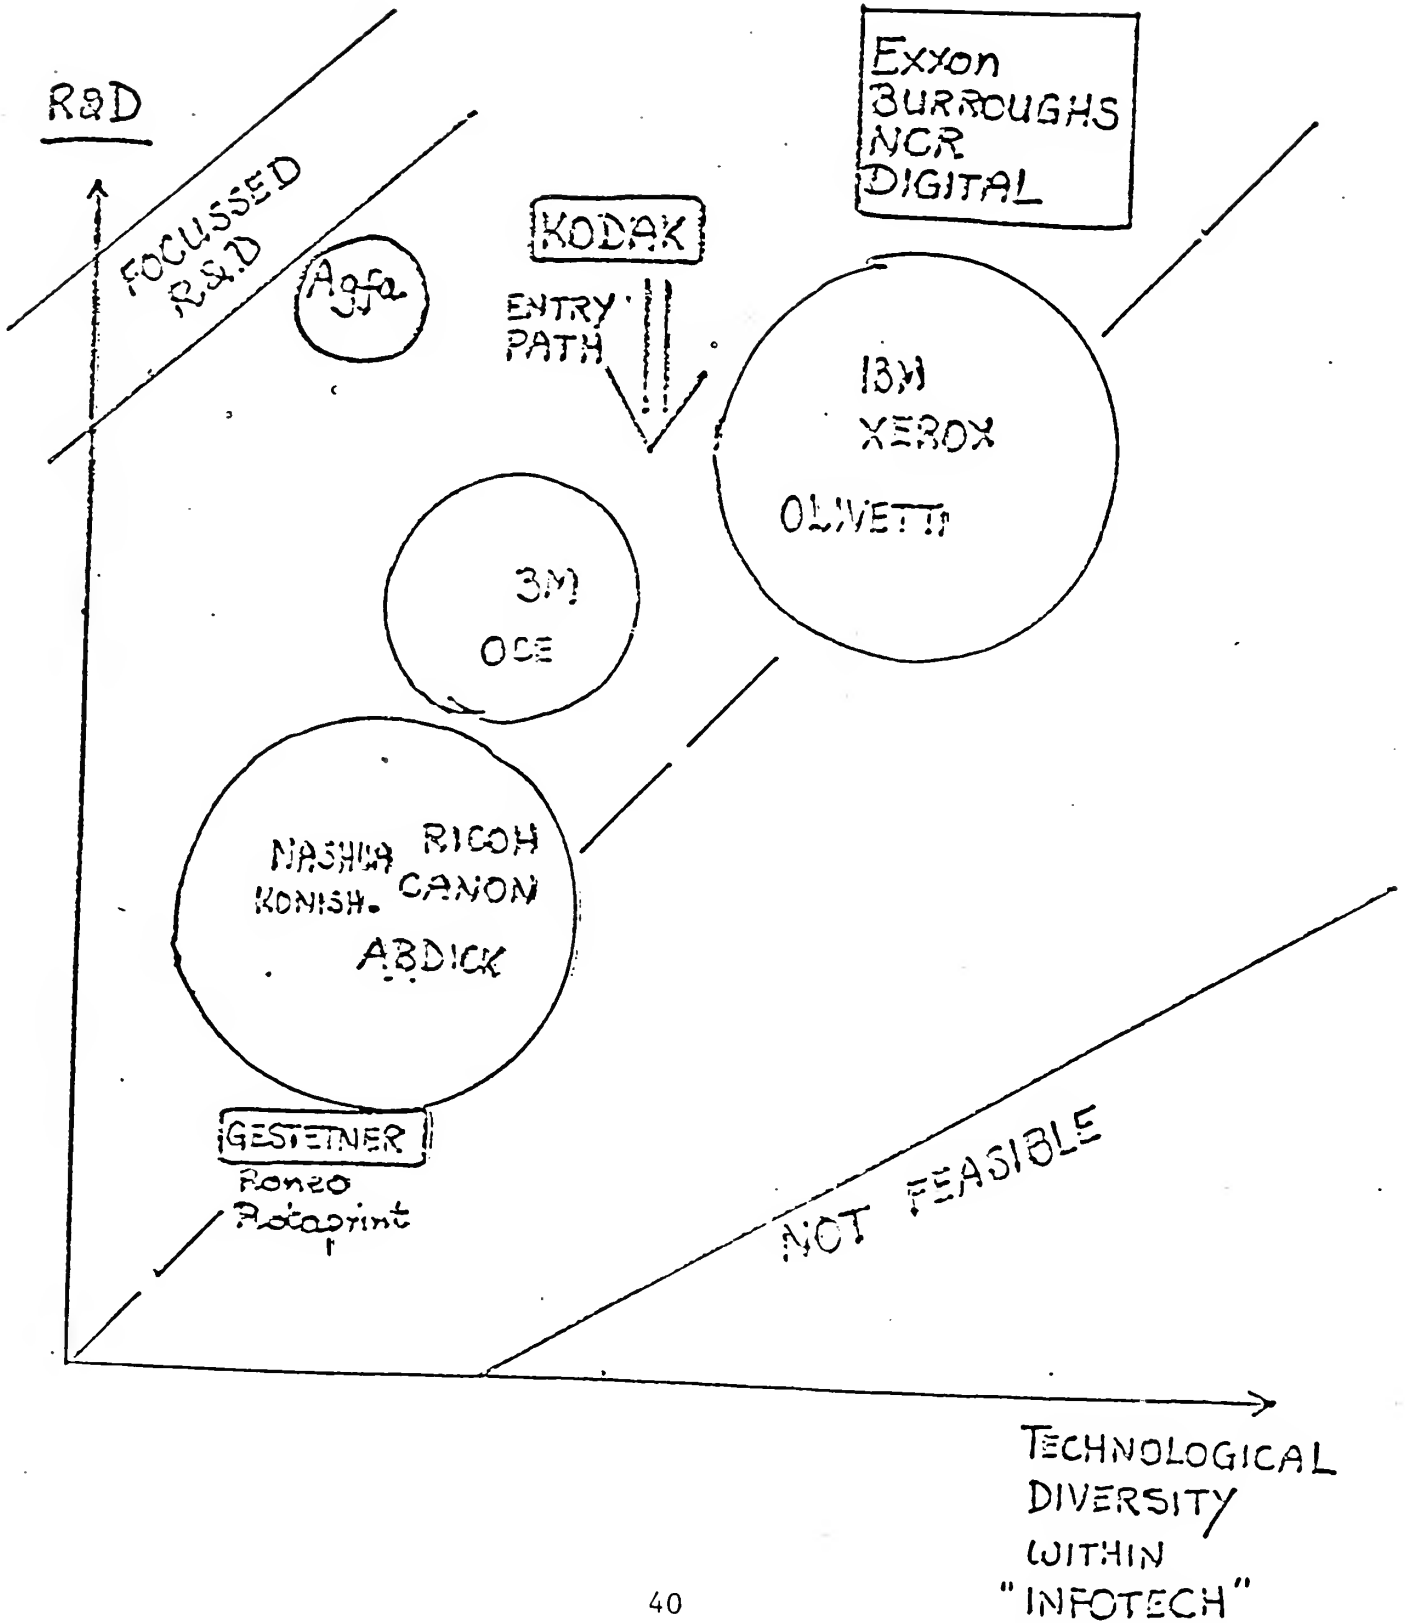 R&D
FOCUSSED
R&D
Agfa
KODAK
ENTRY
PATH
Exxon
BURROUGHS
NCR
DIGITAL
IBM
XEROX
OLIVETTI
3M
OCE
NASHUA RICOH
KONISH. CANON
ABDICK
GESTETNER
Roneo
Rotaprint
NOT FEASIBLE
TECHNOLOGICAL
DIVERSITY
WITHIN
"INFOTECH"
40